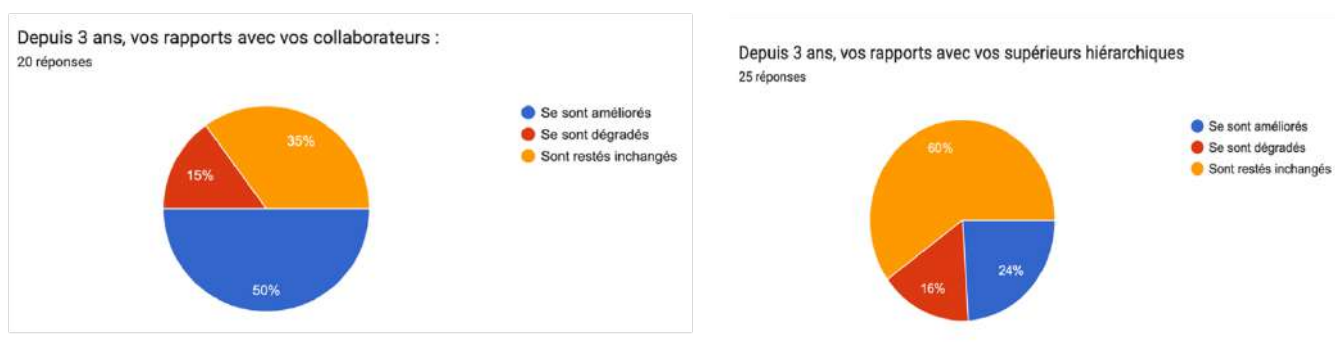 Depuis 3 ans, vos rapports avec vos collaborateurs :
20 réponses
35%
15%
50%
Se sont améliorés
Se sont dégradés
Sont restés inchangés
Depuis 3 ans, vos rapports avec vos supérieurs hiérarchiques
25 réponses
60%
24%
16%
Se sont améliorés
Se sont dégradés
Sont restés inchangés